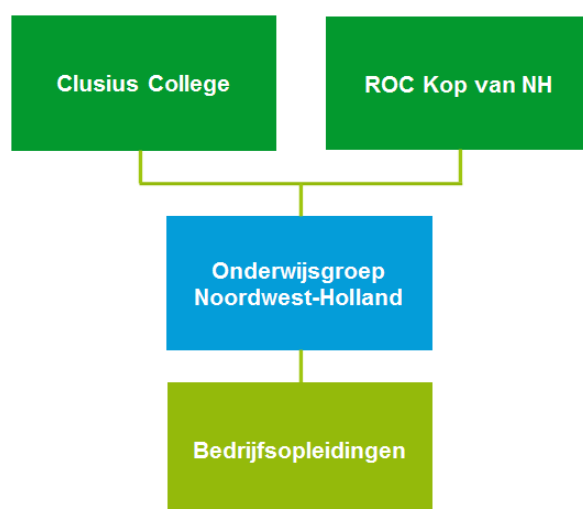 Clusius College
ROC Kop van NH
Onderwijsgroep
Noordwest-Holland
Bedrijfsopleidingen